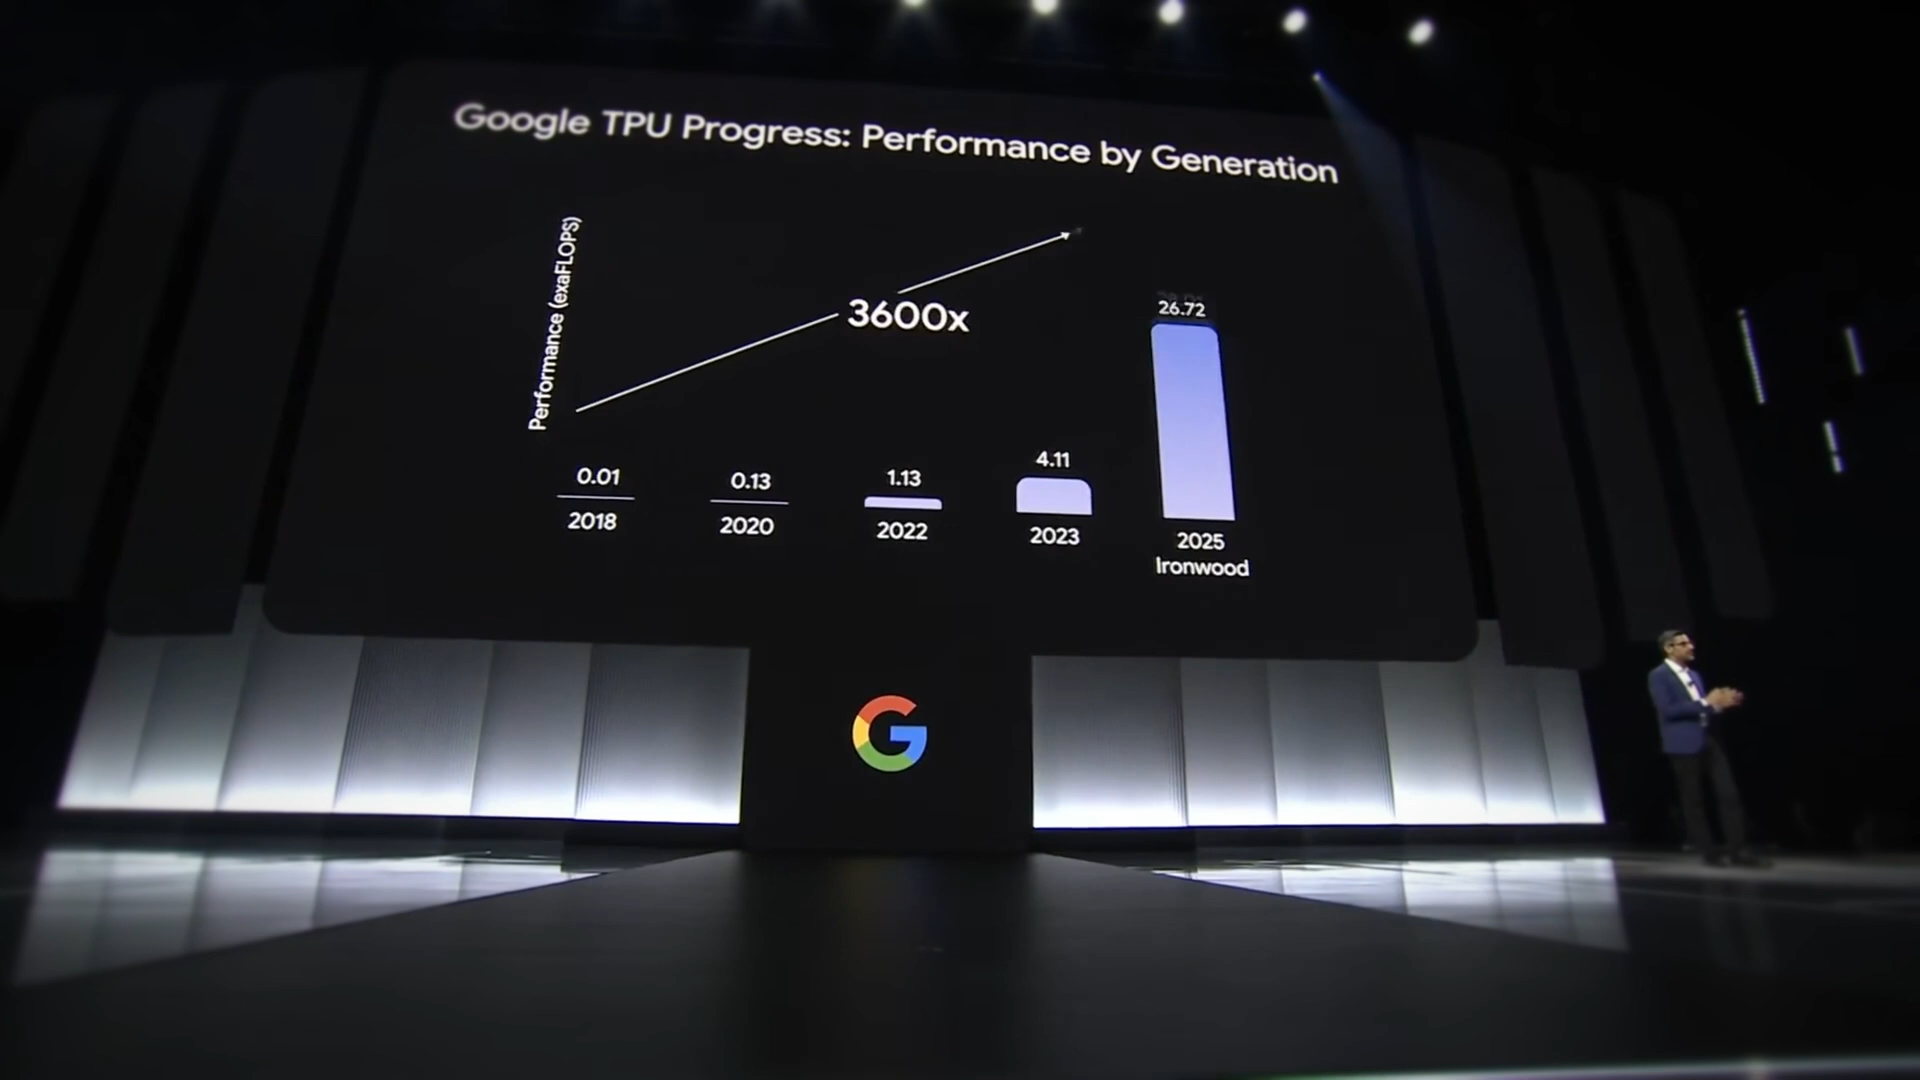 Google TPU Progress: Performance by Generation
Performance (exaFLOPS)
3600x
26.72
4.11
0.01
0.13
1.13
2018
2020
2022
2023
2025
Ironwood